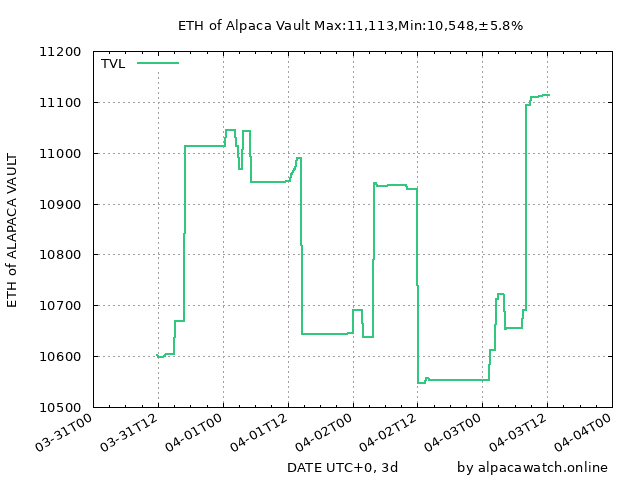 ETH of Alpaca Vault Max:11,113,Min:10,548,±5.8%
TVL
ETH of ALAPACA VAULT
11200
11100
11000
10900
10800
10700
10600
10500
03-31T00
03-31T12
04-01T00
04-01T12
04-02T00
04-02T12
04-03T00
04-03T12
04-04T00
DATE UTC+0, 3d
by alpacawatch.online